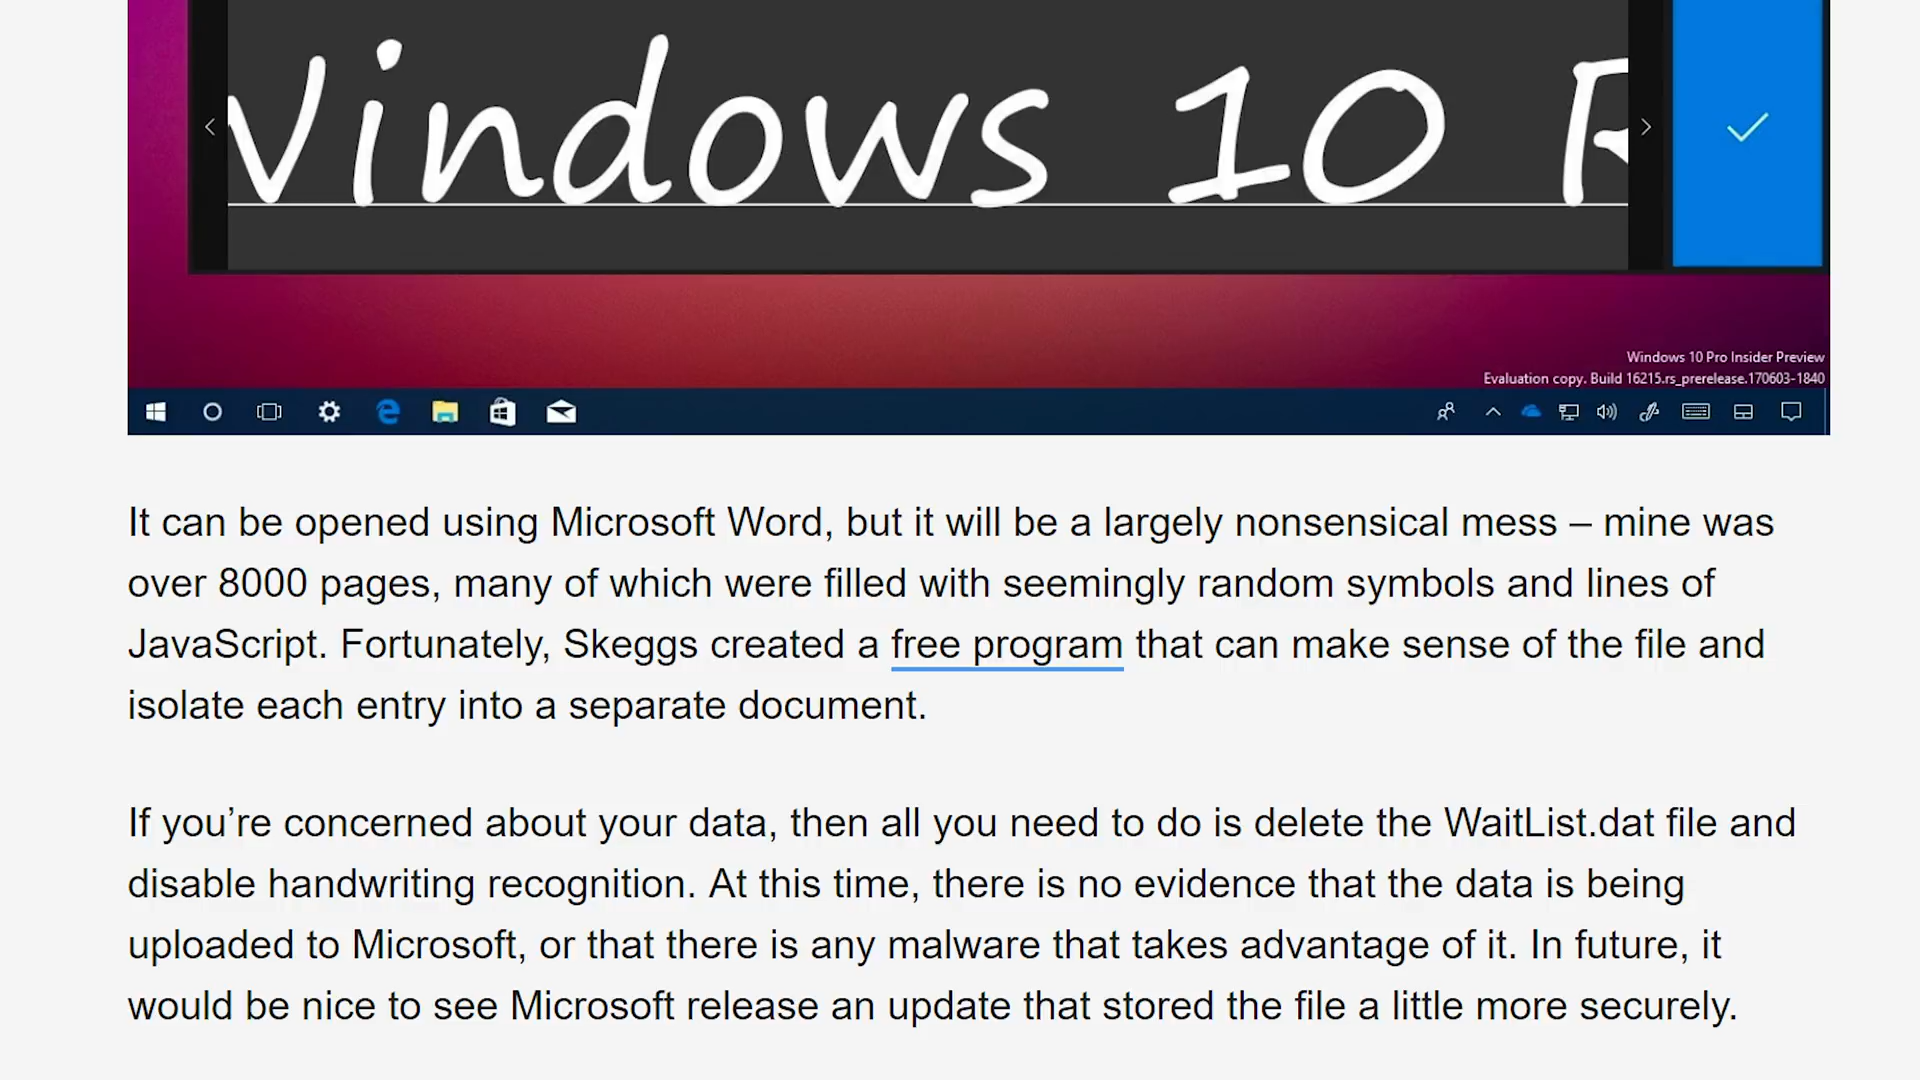 Windows 10 R
Windows 10 Pro Insider Preview
Evaluation copy. Build 16215.rs_prerelease.170603-1840
It can be opened using Microsoft Word, but it will be a largely nonsensical mess – mine was
over 8000 pages, many of which were filled with seemingly random symbols and lines of
JavaScript. Fortunately, Skeggs created a free program that can make sense of the file and
isolate each entry into a separate document.
If you’re concerned about your data, then all you need to do is delete the WaitList.dat file and
disable handwriting recognition. At this time, there is no evidence that the data is being
uploaded to Microsoft, or that there is any malware that takes advantage of it. In future, it
would be nice to see Microsoft release an update that stored the file a little more securely.